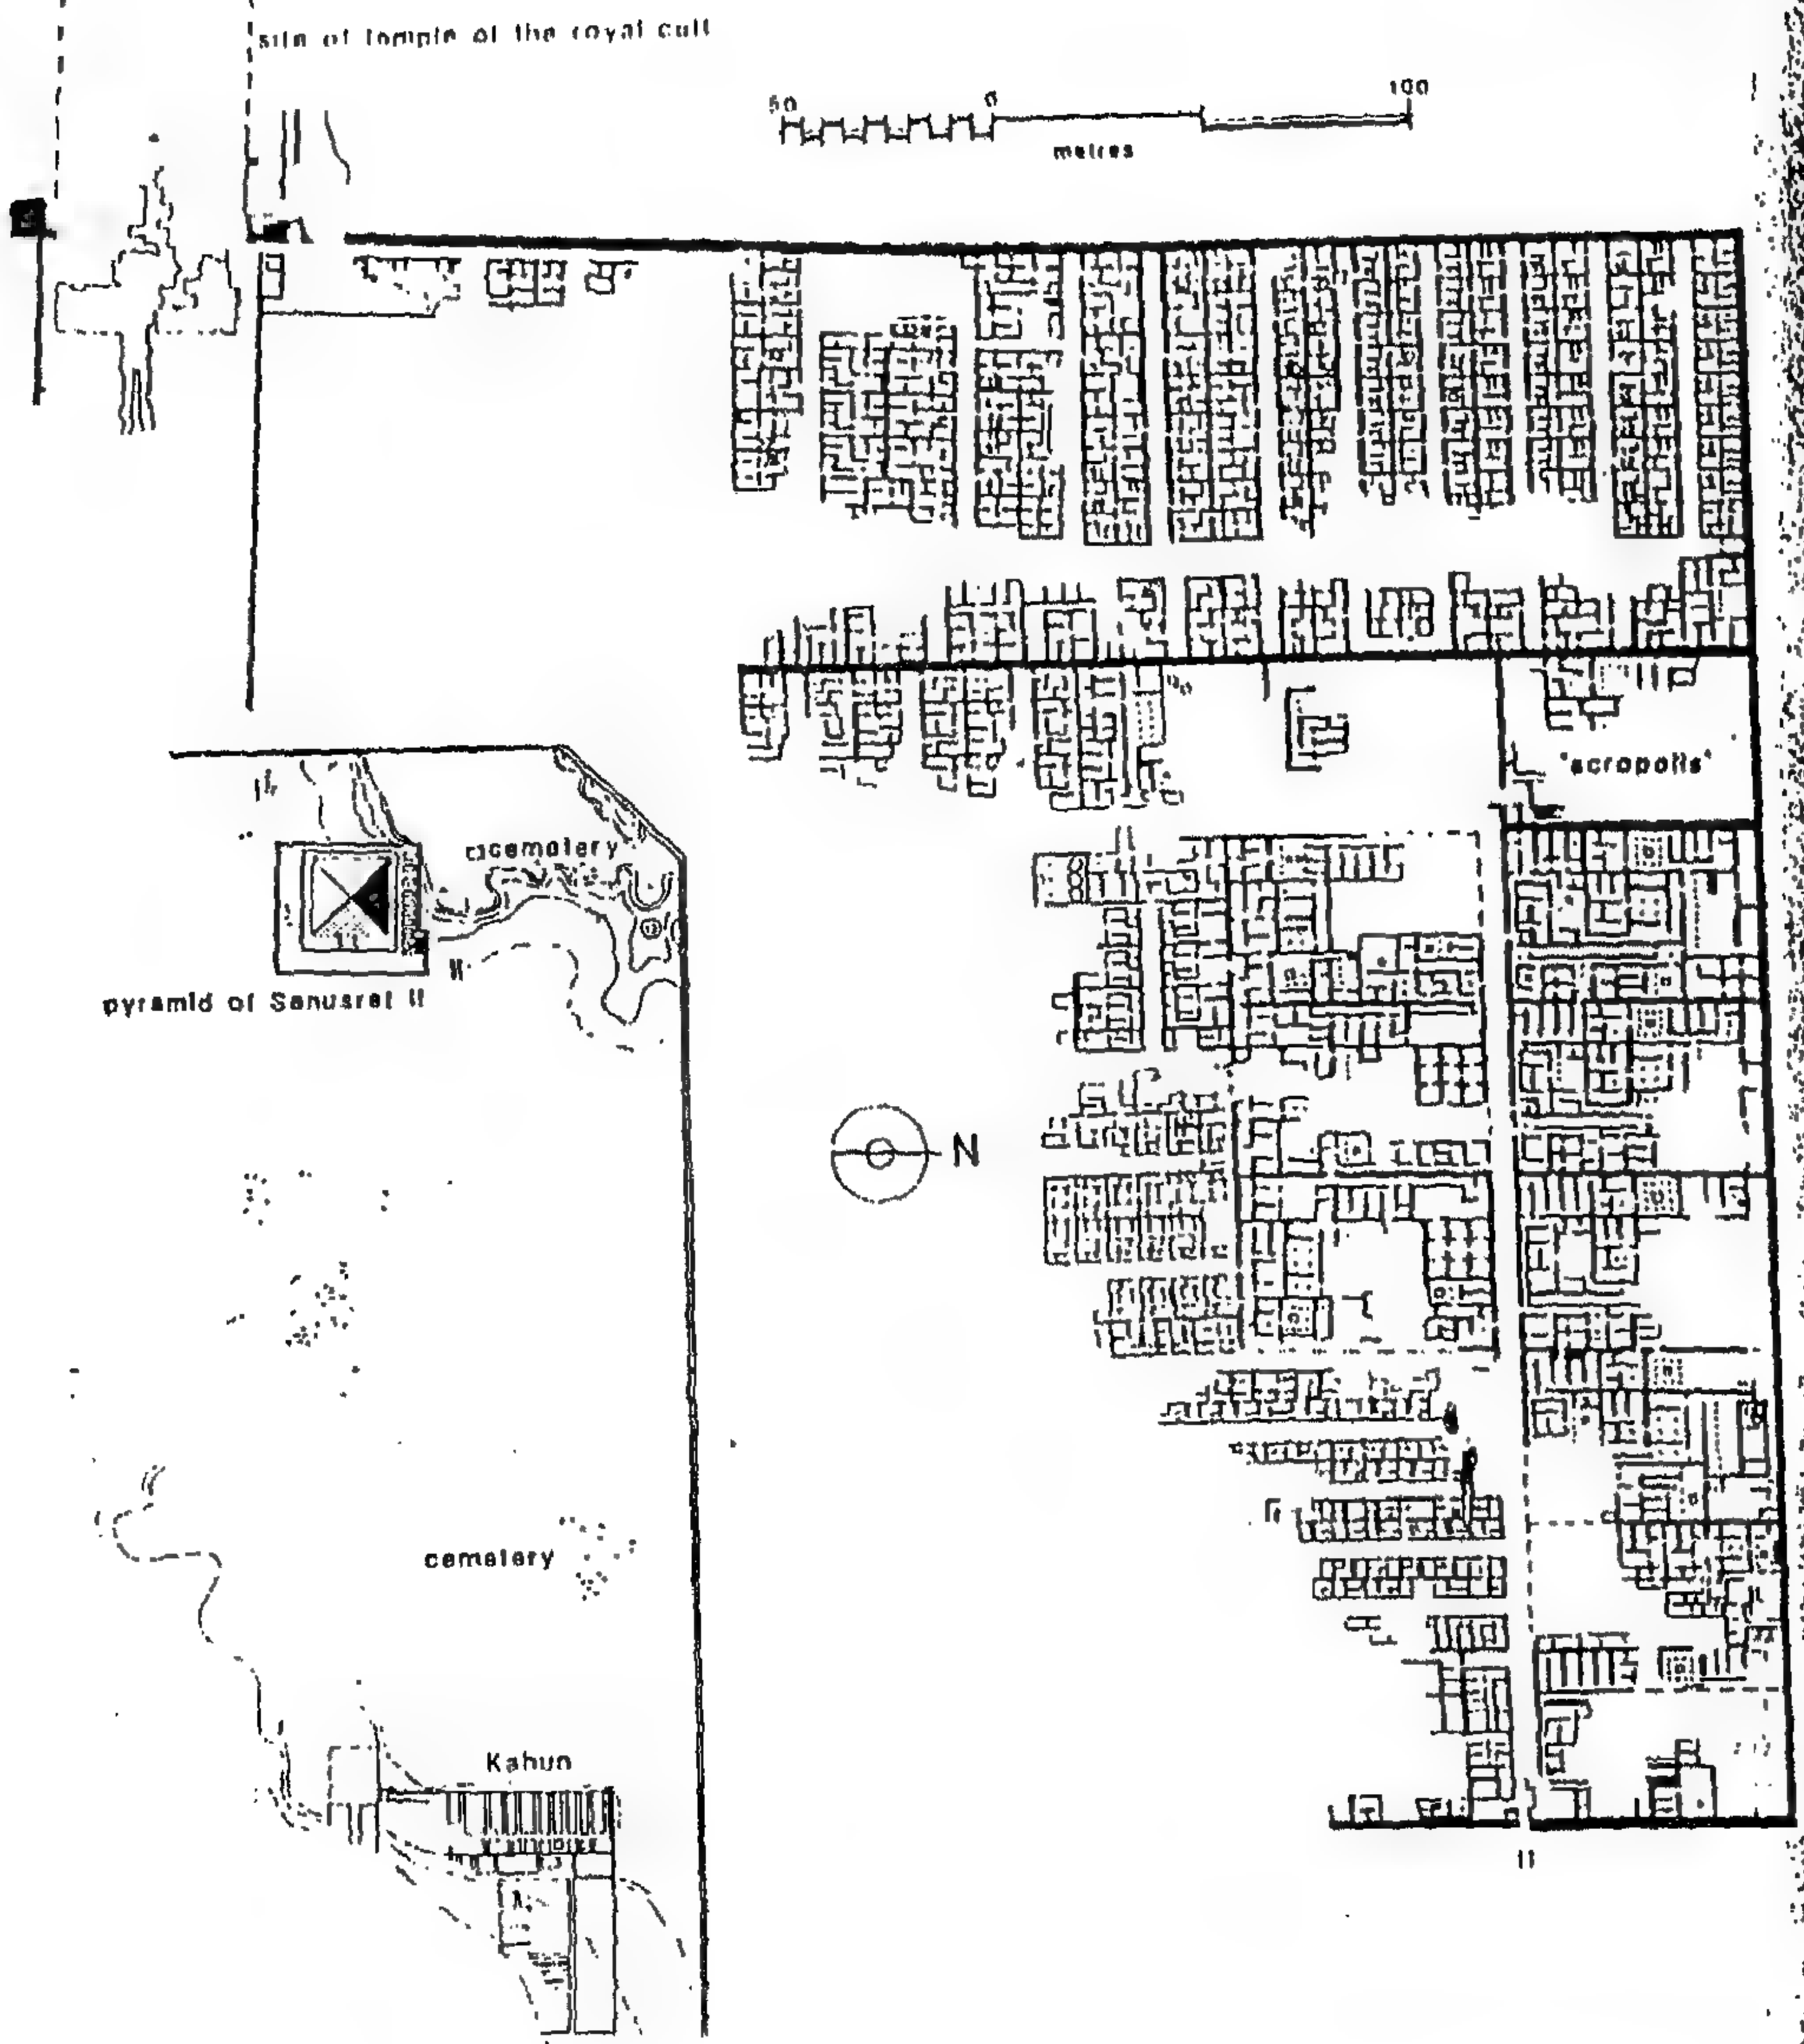 site of temple of the royal cult
50 0 100
metres
'acropolis'
cemetery
pyramid of Senusret II
N
cemetery
Kahun